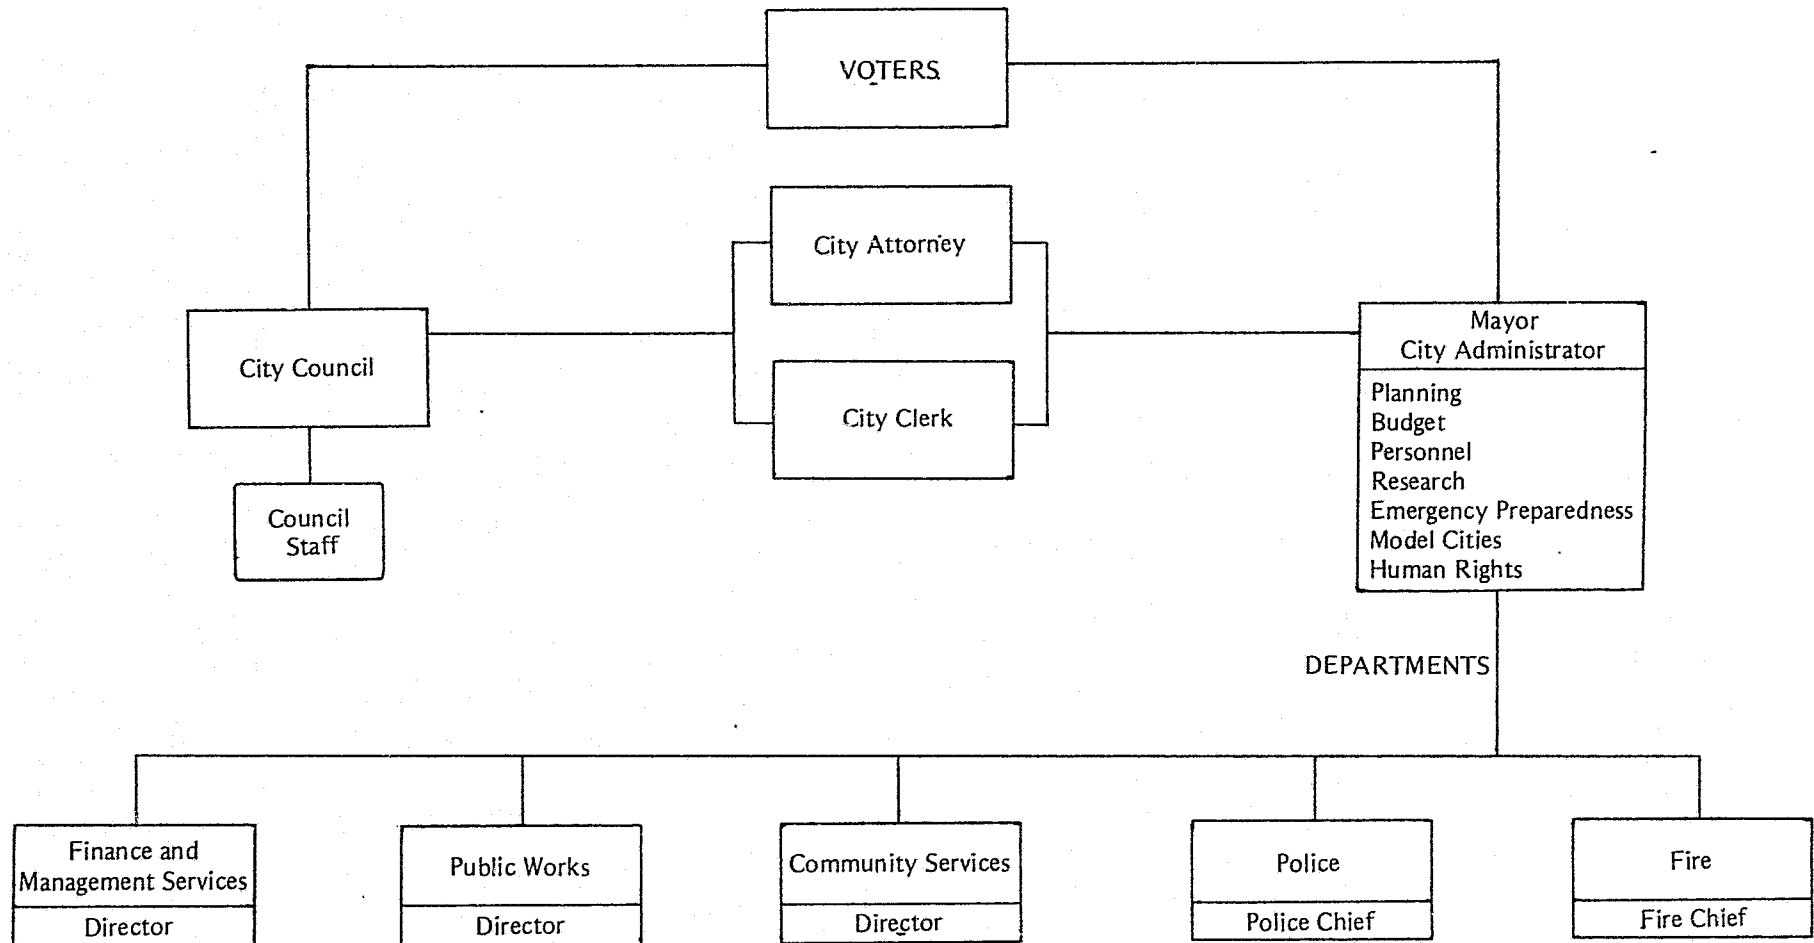 VOTERS
City Attorney
City Council
City Clerk
Mayor
City Administrator
Planning
Budget
Personnel
Research
Emergency Preparedness
Model Cities
Human Rights
Council
Staff
DEPARTMENTS
Finance and
Management Services
Director
Public Works
Director
Community Services
Director
Police
Police Chief
Fire
Fire Chief